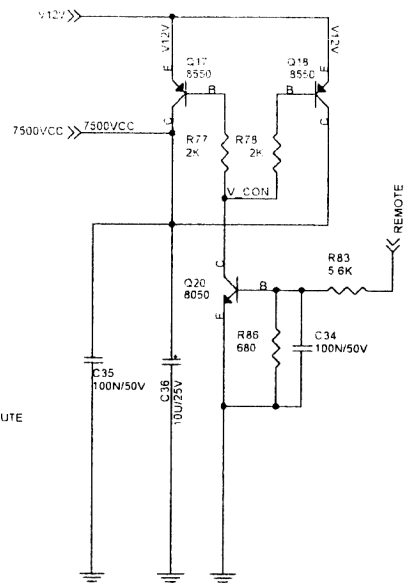 V12V
V12V
V12V
Q17
8550
Q18
8550
E
E
B
B
C
C
7500VCC
7500VCC
R77
2K
R78
2K
V_CON
REMOTE
R83
5.6K
C
Q20
8050
B
E
R86
680
C34
100N/50V
C35
100N/50V
C36
10U/25V
UTE